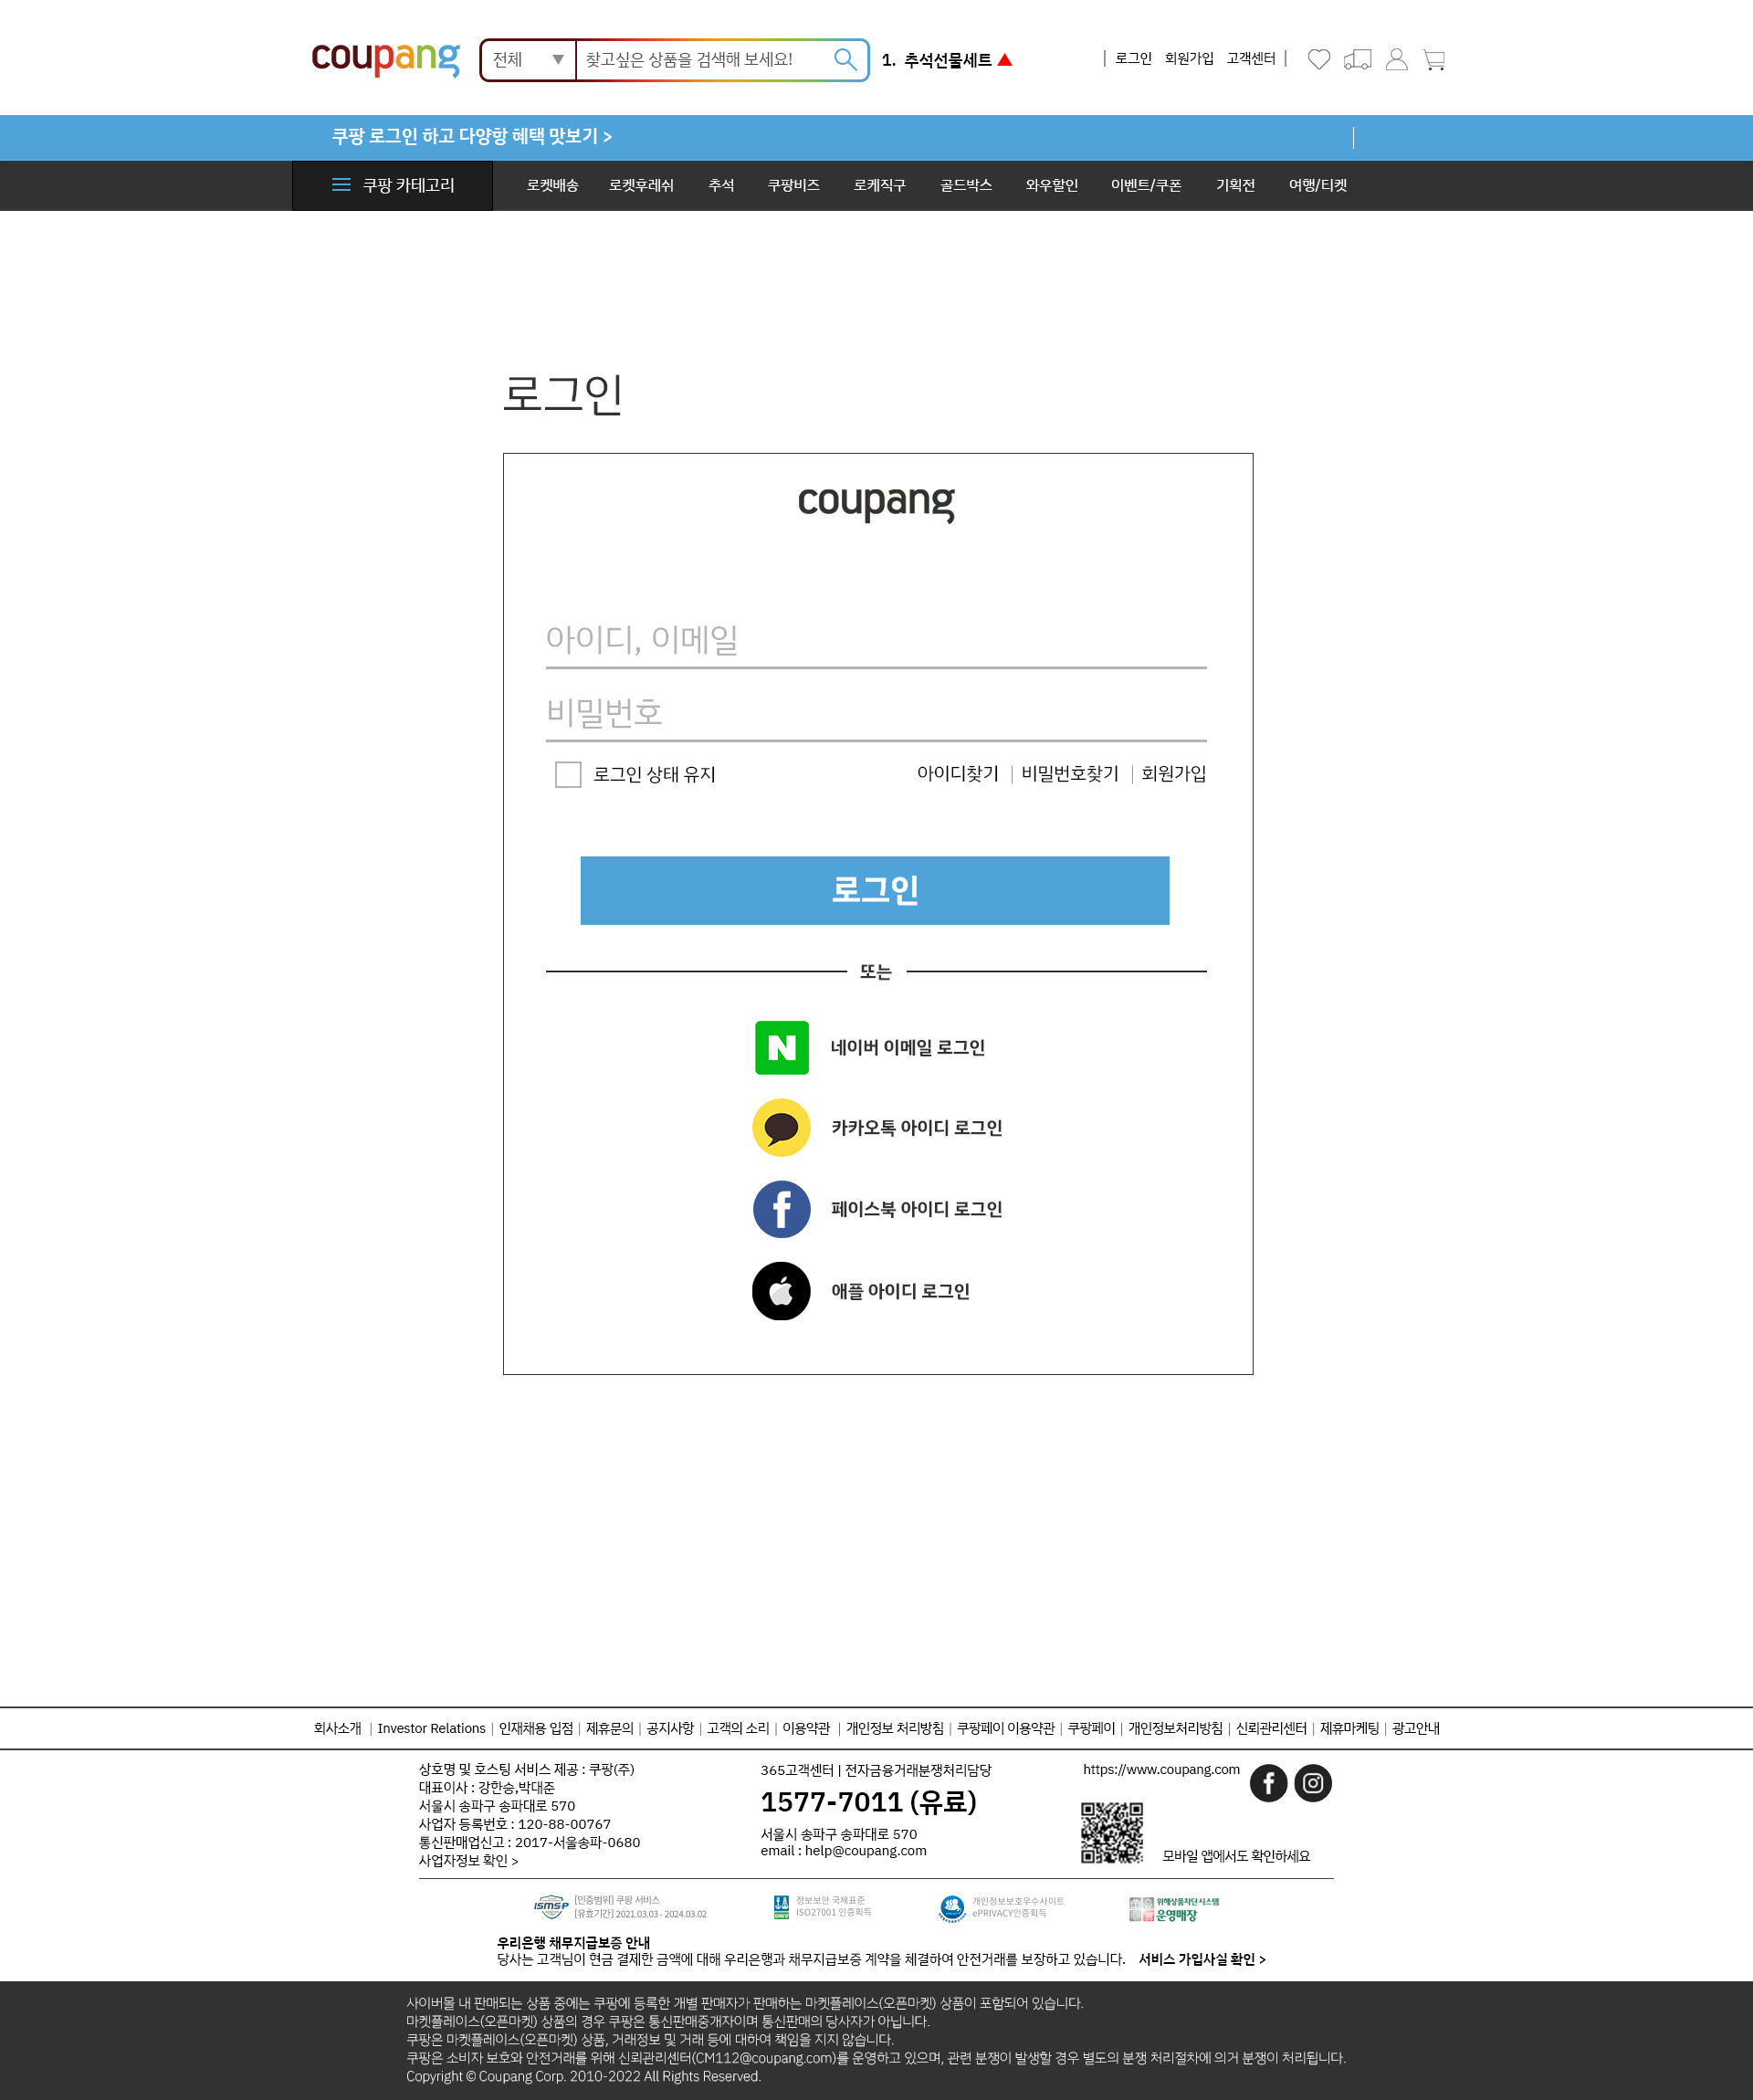 coupang 전체 ▼ 찾고싶은 상품을 검색해 보세요! 1. 추석선물세트 ▲ | 로그인 회원가입 고객센터 |
쿠팡 로그인 하고 다양항 혜택 맛보기 >
쿠팡 카테고리 로켓배송 로켓후레쉬 추석 쿠팡비즈 로케직구 골드박스 와우할인 이벤트/쿠폰 기획전 여행/티켓
로그인
coupang
아이디, 이메일
비밀번호
로그인 상태 유지 아이디찾기 | 비밀번호찾기 | 회원가입
로그인
또는
N 네이버 이메일 로그인
카카오톡 아이디 로그인
f 페이스북 아이디 로그인
애플 아이디 로그인
회사소개 | Investor Relations | 인재채용 입점 | 제휴문의 | 공지사항 | 고객의 소리 | 이용약관 | 개인정보 처리방침 | 쿠팡페이 이용약관 | 쿠팡페이 | 개인정보처리방침 | 신뢰관리센터 | 제휴마케팅 | 광고안내
상호명 및 호스팅 서비스 제공 : 쿠팡(주)
대표이사 : 강한승,박대준
서울시 송파구 송파대로 570
사업자 등록번호 : 120-88-00767
통신판매업신고 : 2017-서울송파-0680
사업자정보 확인 >
365고객센터 | 전자금융거래분쟁처리담당
1577-7011 (유료)
서울시 송파구 송파대로 570
email : help@coupang.com
https://www.coupang.com
f
모바일 앱에서도 확인하세요
ISMS-P [인증범위] 쿠팡 서비스
[유효기간] 2021.03.03 - 2024.03.02
정보보안 국제표준
ISO27001 인증획득
개인정보보호우수사이트
ePRIVACY인증획득
위해상품차단시스템
운영매장
우리은행 채무지급보증 안내
당사는 고객님이 현금 결제한 금액에 대해 우리은행과 채무지급보증 계약을 체결하여 안전거래를 보장하고 있습니다. 서비스 가입사실 확인 >
사이버몰 내 판매되는 상품 중에는 쿠팡에 등록한 개별 판매자가 판매하는 마켓플레이스(오픈마켓) 상품이 포함되어 있습니다.
마켓플레이스(오픈마켓) 상품의 경우 쿠팡은 통신판매중개자이며 통신판매의 당사자가 아닙니다.
쿠팡은 마켓플레이스(오픈마켓) 상품, 거래정보 및 거래 등에 대하여 책임을 지지 않습니다.
쿠팡은 소비자 보호와 안전거래를 위해 신뢰관리센터(CM112@coupang.com)를 운영하고 있으며, 관련 분쟁이 발생할 경우 별도의 분쟁 처리절차에 의거 분쟁이 처리됩니다.
Copyright © Coupang Corp. 2010-2022 All Rights Reserved.